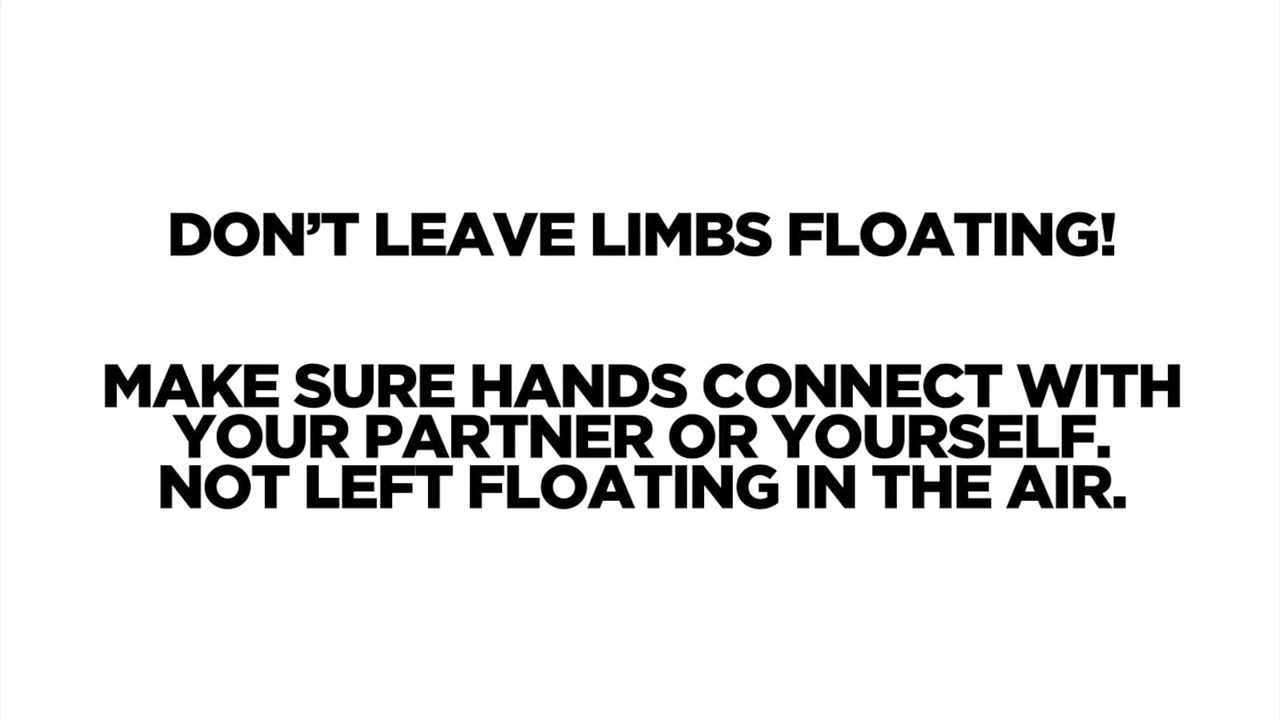 DON’T LEAVE LIMBS FLOATING!
MAKE SURE HANDS CONNECT WITH
YOUR PARTNER OR YOURSELF.
NOT LEFT FLOATING IN THE AIR.